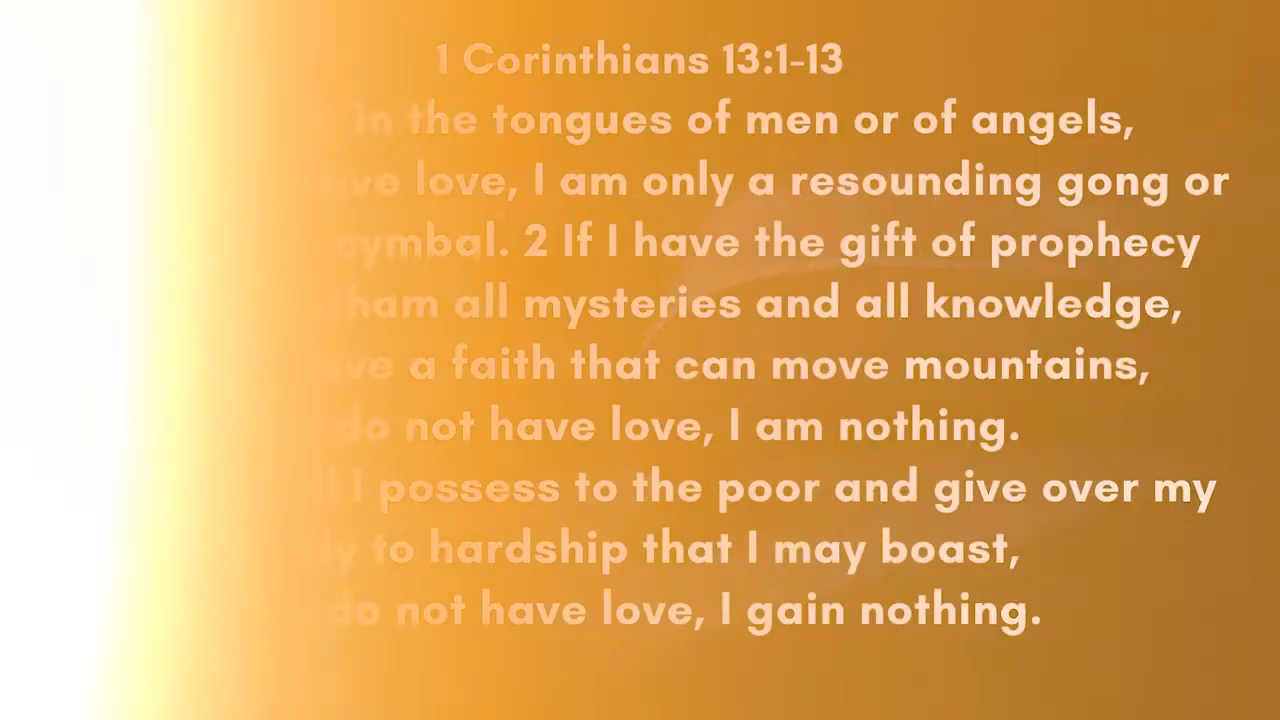 1 Corinthians 13:1-13
in the tongues of men or of angels,
love, I am only a resounding gong or
cymbal. 2 If I have the gift of prophecy
all mysteries and all knowledge,
a faith that can move mountains,
do not have love, I am nothing.
I possess to the poor and give over my
to hardship that I may boast,
do not have love, I gain nothing.